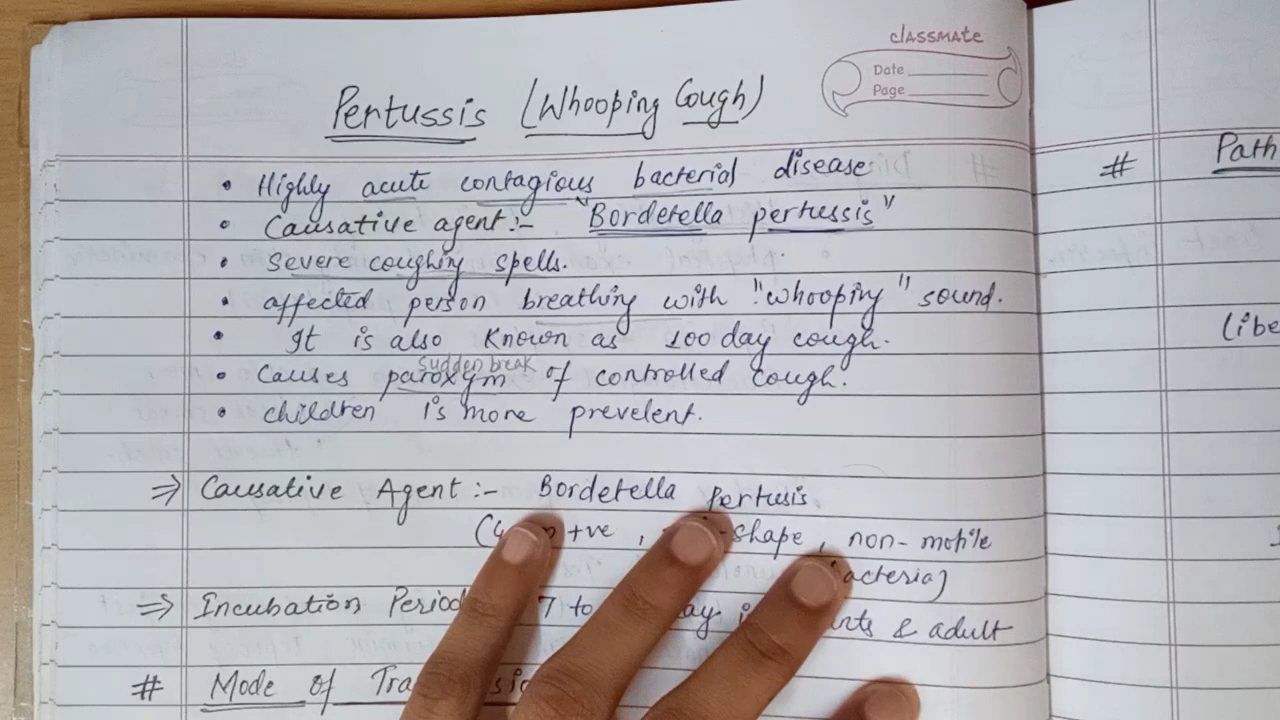 classmate
Date
Page
Pertussis (Whooping Cough)
• Highly acute contagious bacterial disease
• Causative agent:- "Bordetella pertussis"
• Severe coughing spells.
• affected person breathing with "whooping" sound.
• It is also Known as 100 day cough.
sudden break
• Causes paroxym of controlled cough.
• children is more prevelent.
⇒ Causative Agent:- Bordetella Pertusis
+ve, shape, non-motile
⇒ Incubation Period 7 to & adult
# Mode of
# Path